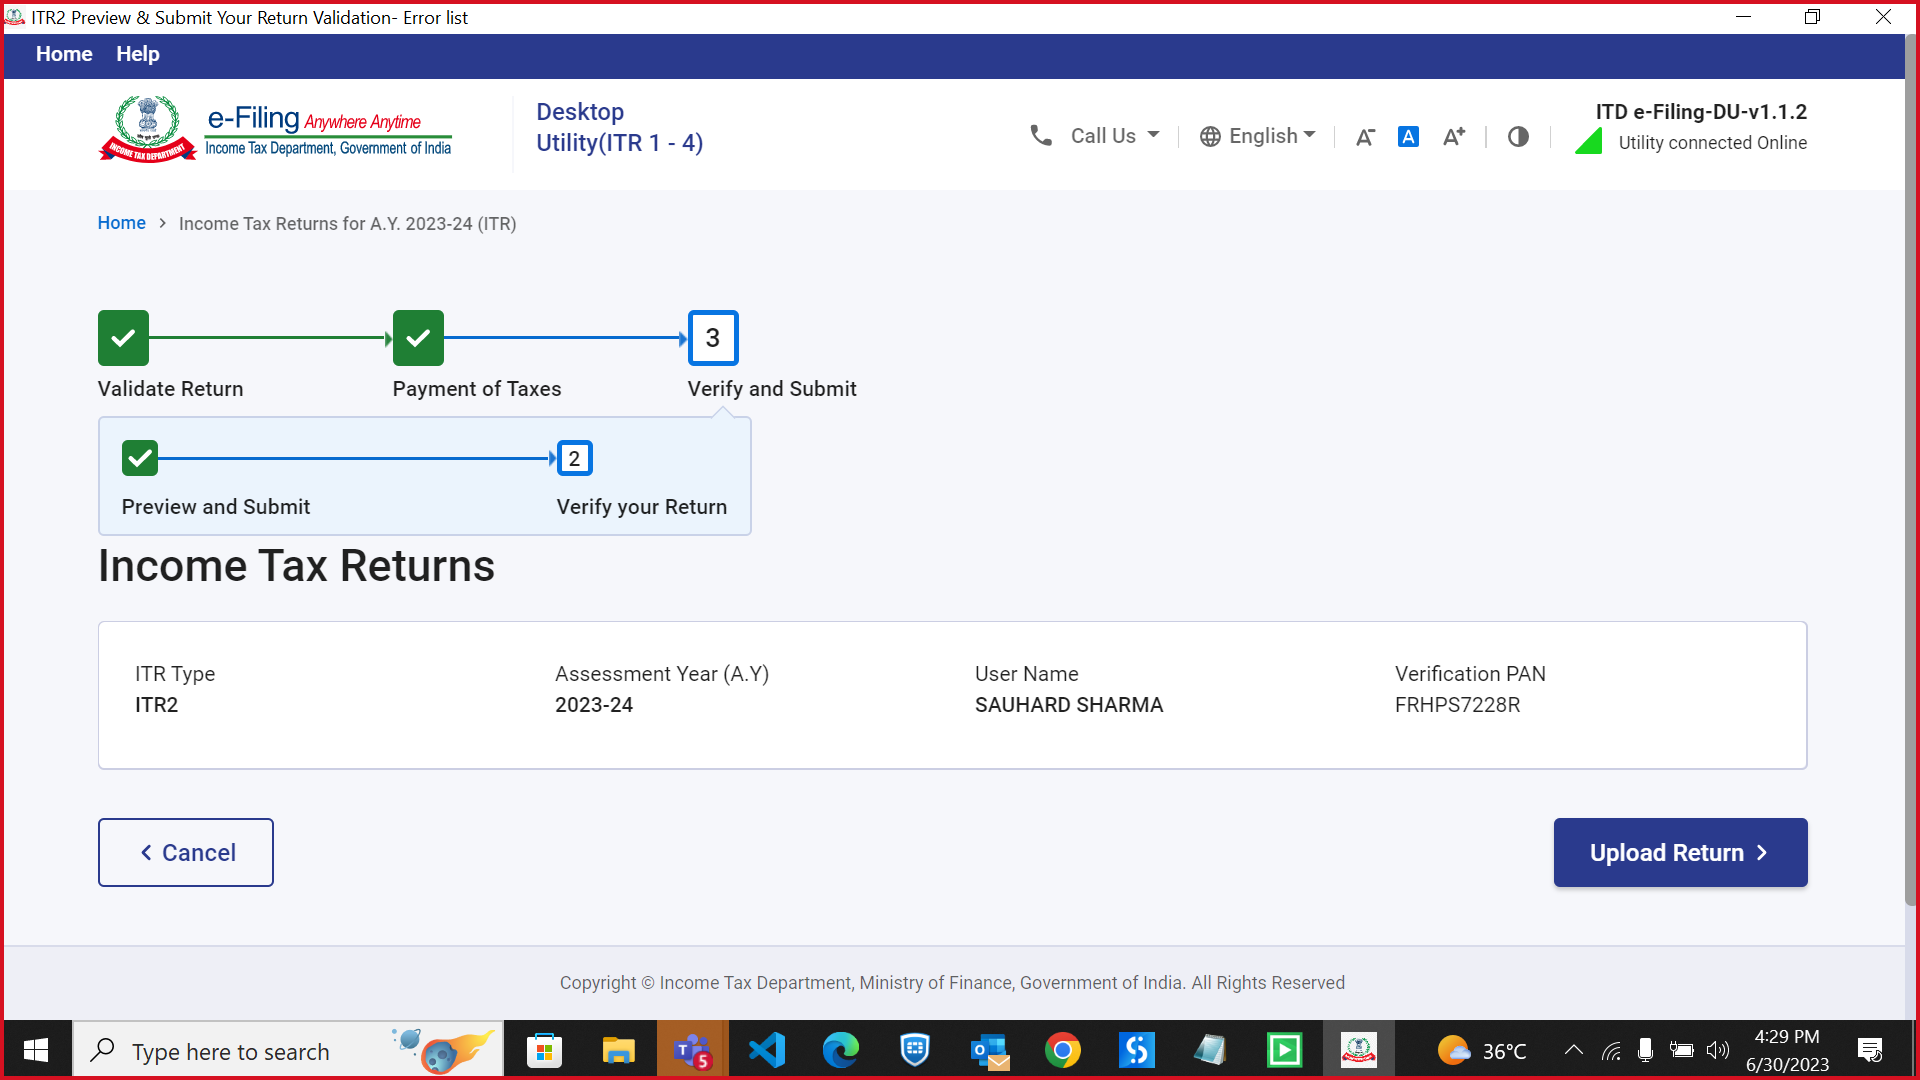 ITR2 Preview & Submit Your Return Validation- Error list
Home Help
e-Filing Anywhere Anytime
Income Tax Department, Government of India
INCOME TAX DEPARTMENT
Desktop
Utility(ITR 1 - 4)
Call Us
English
A-
A
A+
ITD e-Filing-DU-v1.1.2
Utility connected Online
Home > Income Tax Returns for A.Y. 2023-24 (ITR)
3
Validate Return
Payment of Taxes
Verify and Submit
2
Preview and Submit
Verify your Return
Income Tax Returns
ITR Type
ITR2
Assessment Year (A.Y)
2023-24
User Name
SAUHARD SHARMA
Verification PAN
FRHPS7228R
Cancel
Upload Return
Copyright © Income Tax Department, Ministry of Finance, Government of India. All Rights Reserved
Type here to search
5
36°C
4:29 PM
6/30/2023